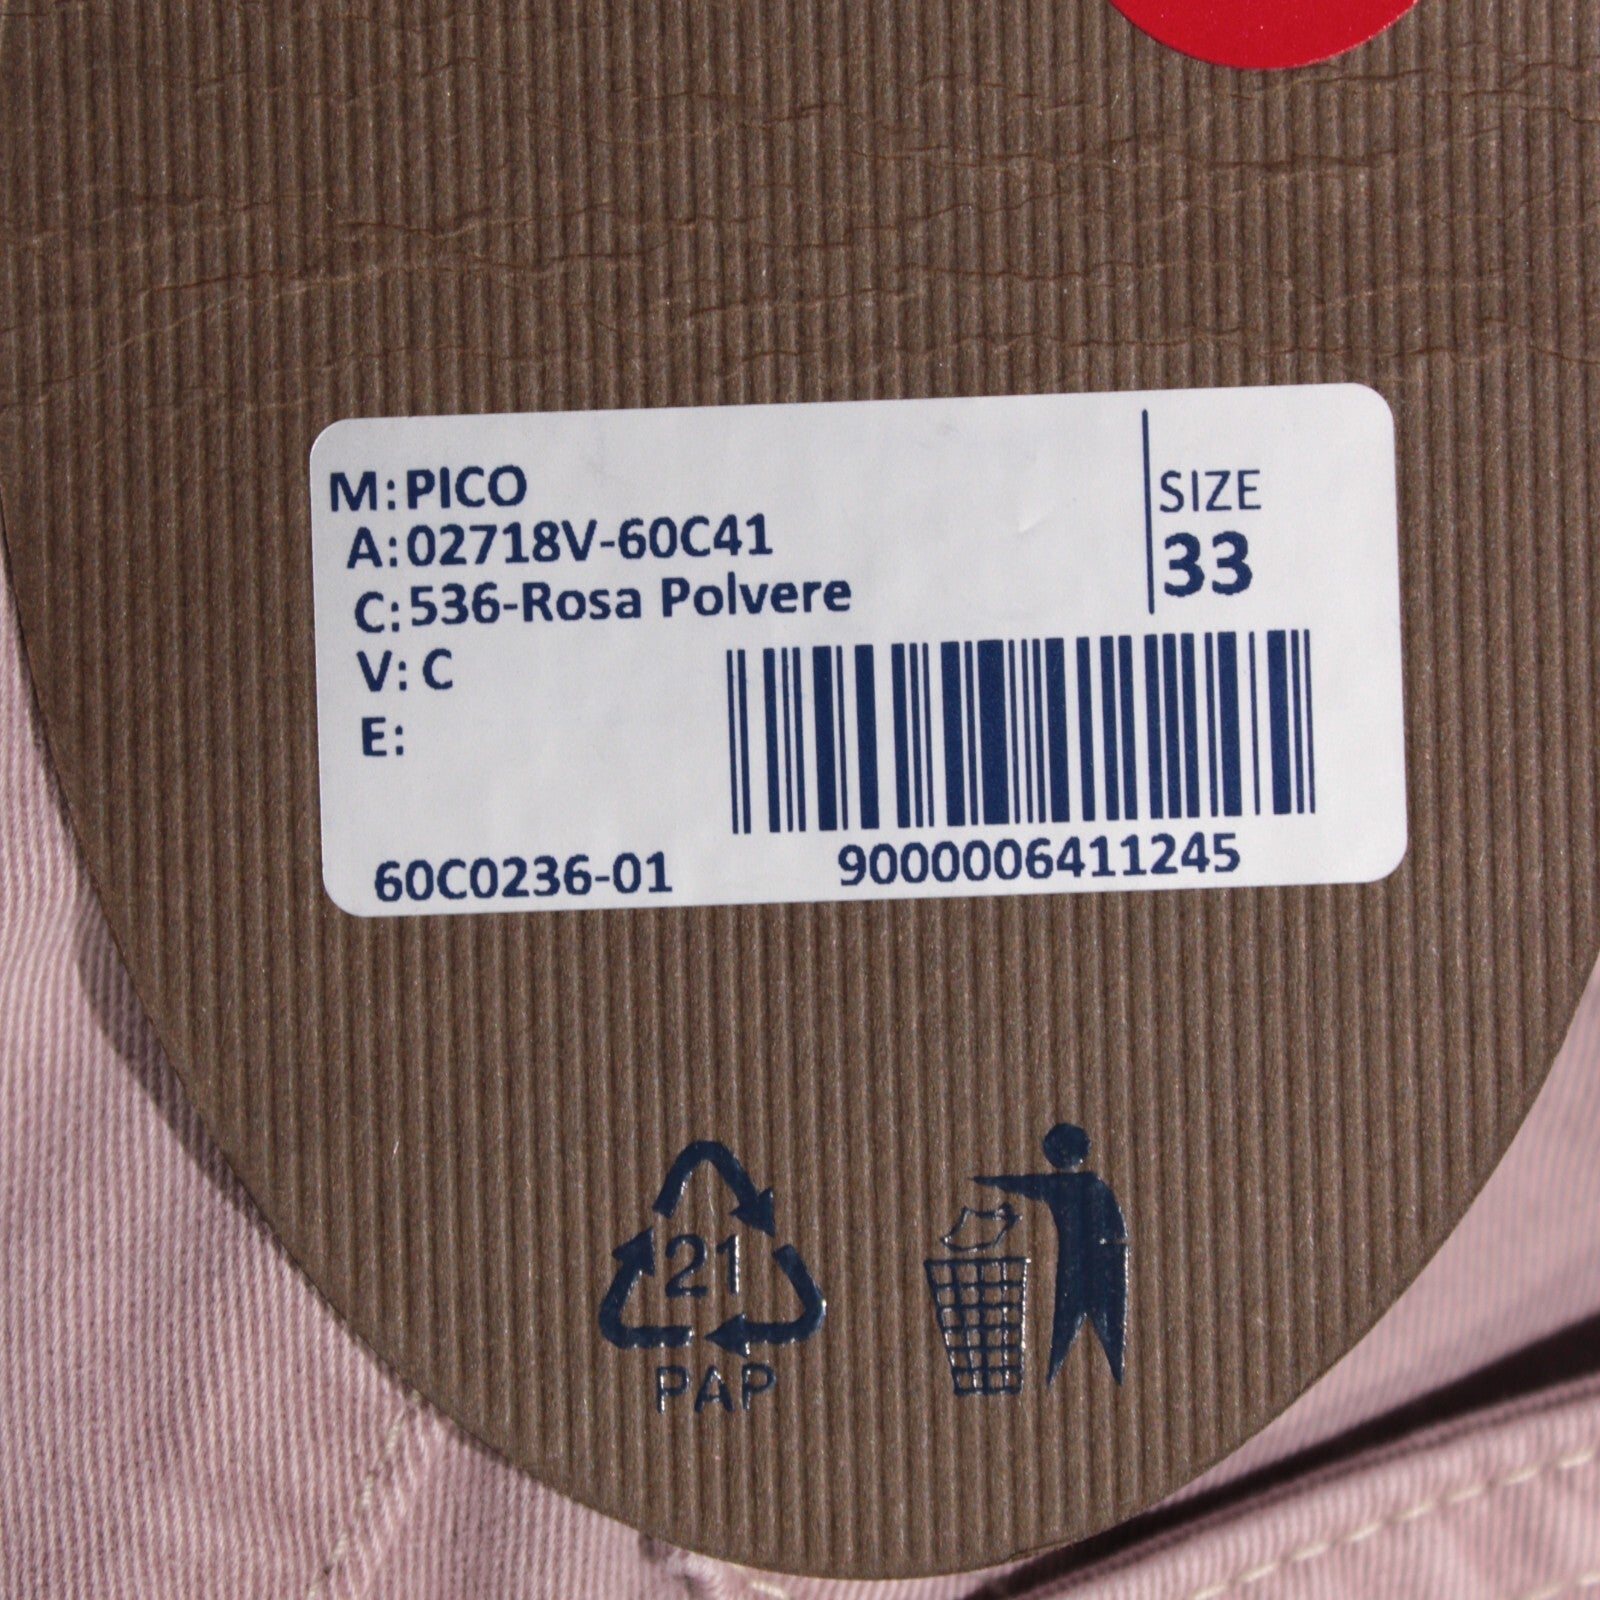 M: PICO
A: 02718V-60C41
C: 536-Rosa Polvere
V: C
E:
SIZE
33
60C0236-01
9000006411245
21
PAP